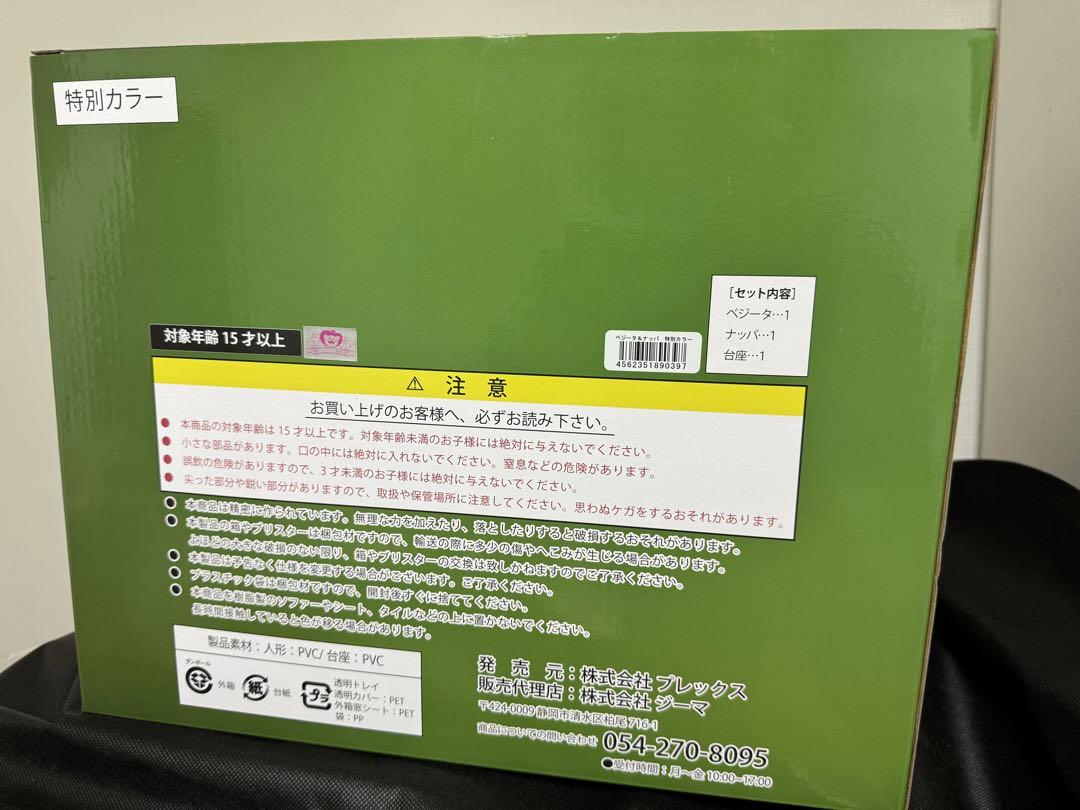 特別カラー
[セット内容]
ベジータ…1
ナッパ…1
台座…1
対象年齢15才以上
ベジータ&ナッパ 特別カラー
4562351890397
⚠ 注 意
お買い上げのお客様へ、必ずお読み下さい。
● 本商品の対象年齢は15才以上です。対象年齢未満のお子様には絶対に与えないでください。
● 小さな部品があります。口の中には絶対に入れないでください。窒息などの危険があります。
● 誤飲の危険がありますので、3才未満のお子様には絶対に与えないでください。
● 尖った部分や鋭い部分がありますので、取扱や保管場所に注意してください。思わぬケガをするおそれがあります。
● 本商品は精密に作られています。無理な力を加えたり、落としたりすると破損するおそれがあります。
● 本製品の箱やブリスターは梱包材ですので、輸送の際に多少の傷やへこみが生じる場合があります。
よほどの大きな破損のない限り、箱やブリスターの交換は致しかねますのでご了承ください。
● 本製品は予告なく仕様を変更する場合がございます。ご了承ください。
● プラスチック袋は梱包材ですので、開封後すぐに捨ててください。
● 本商品を樹脂製のソファーやシート、タイルなどの上に置かないでください。
長時間接触していると色が移る場合があります。
製品素材：人形：PVC/ 台座：PVC
ダンボール
外箱
紙
台紙
プラ
透明トレイ
透明カバー：PET
外箱窓シート：PET
袋：PP
発 売 元：株式会社 プレックス
販売代理店：株式会社 ジーマ
〒424-0009 静岡市清水区柏尾 716-1
商品についての問い合わせ 054-270-8095
●受付時間：月〜金 10:00~17:00